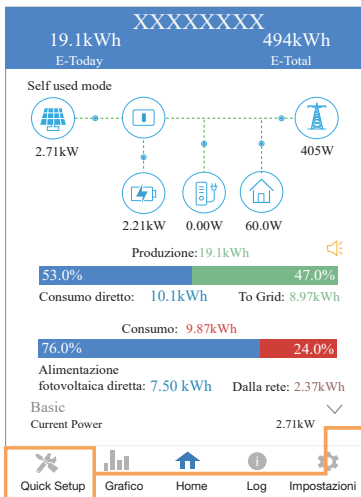 XXXXXXXX
19.1kWh 494kWh
E-Today E-Total
Self used mode
2.71kW 405W
2.21kW 0.00W 60.0W
Produzione:19.1kWh
53.0% 47.0%
Consumo diretto: 10.1kWh To Grid: 8.97kWh
Consumo: 9.87kWh
76.0% 24.0%
Alimentazione
fotovoltaica diretta: 7.50 kWh Dalla rete: 2.37kWh
Basic
Current Power 2.71kW
Quick Setup Grafico Home Log Impostazioni